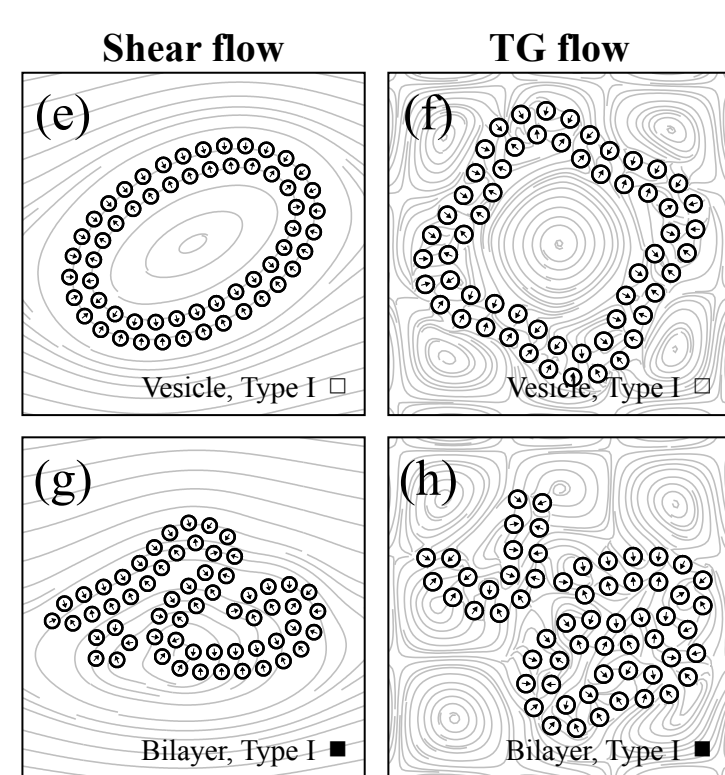 Shear flow
TG flow
(e)
Vesicle, Type I □
(f)
Vesicle, Type I □
(g)
Bilayer, Type I ■
(h)
Bilayer, Type I ■